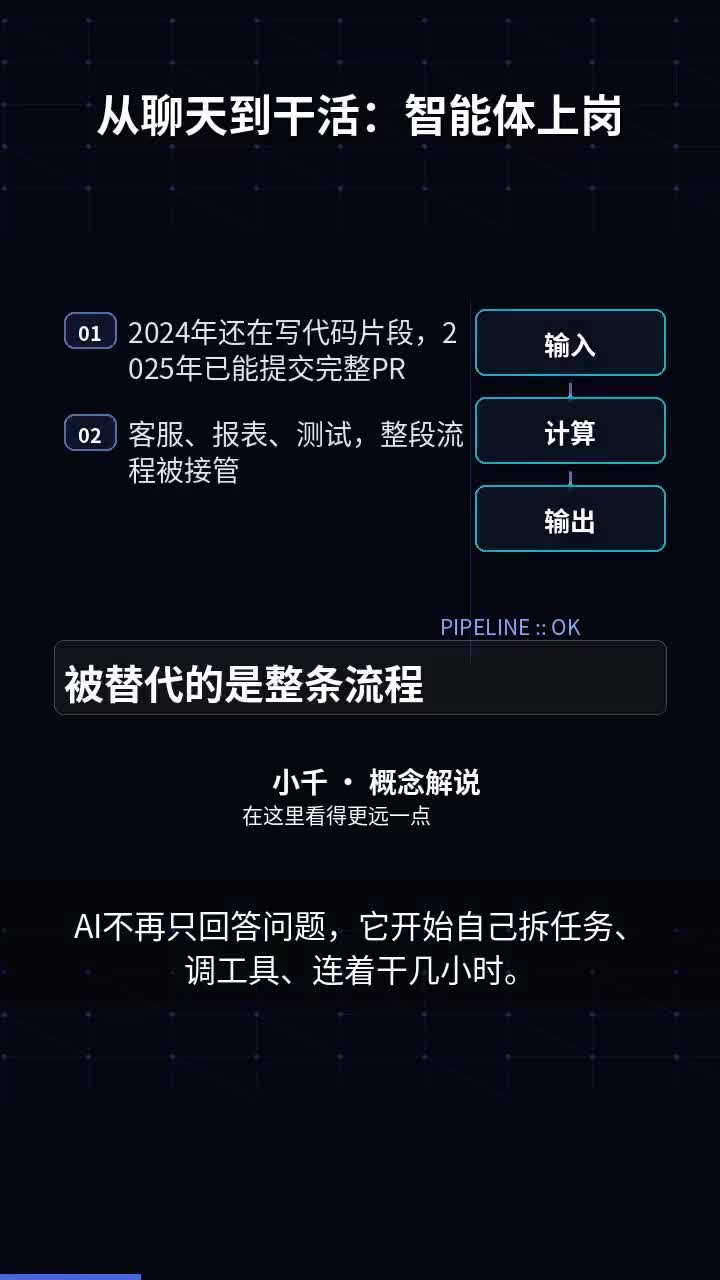 从聊天到干活：智能体上岗
01
2024年还在写代码片段，2
025年已能提交完整PR
02
客服、报表、测试，整段流
程被接管
输入
计算
输出
PIPELINE :: OK
被替代的是整条流程
小千 · 概念解说
在这里看得更远一点
AI不再只回答问题，它开始自己拆任务、
调工具、连着干几小时。